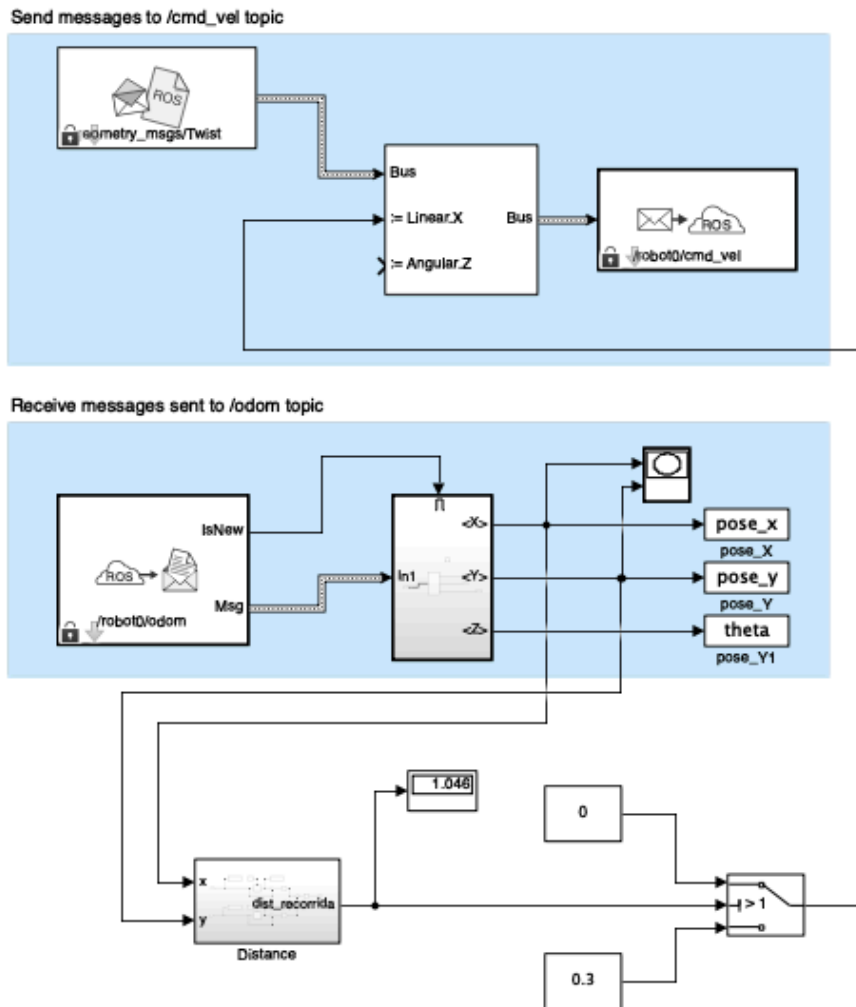 Send messages to /cmd_vel topic
ROS
eometry_msgs/Twist
Bus
:= Linear.X
Bus
:= Angular.Z
ROS
/robot0/cmd_vel
Receive messages sent to /odom topic
IsNew
ROS
Msg
/robot0/odom
In1
<X>
<Y>
<Z>
pose_x
pose_X
pose_y
pose_Y
theta
pose_Y1
1.046
0
x
dist_recorrida
y
Distance
> 1
0.3